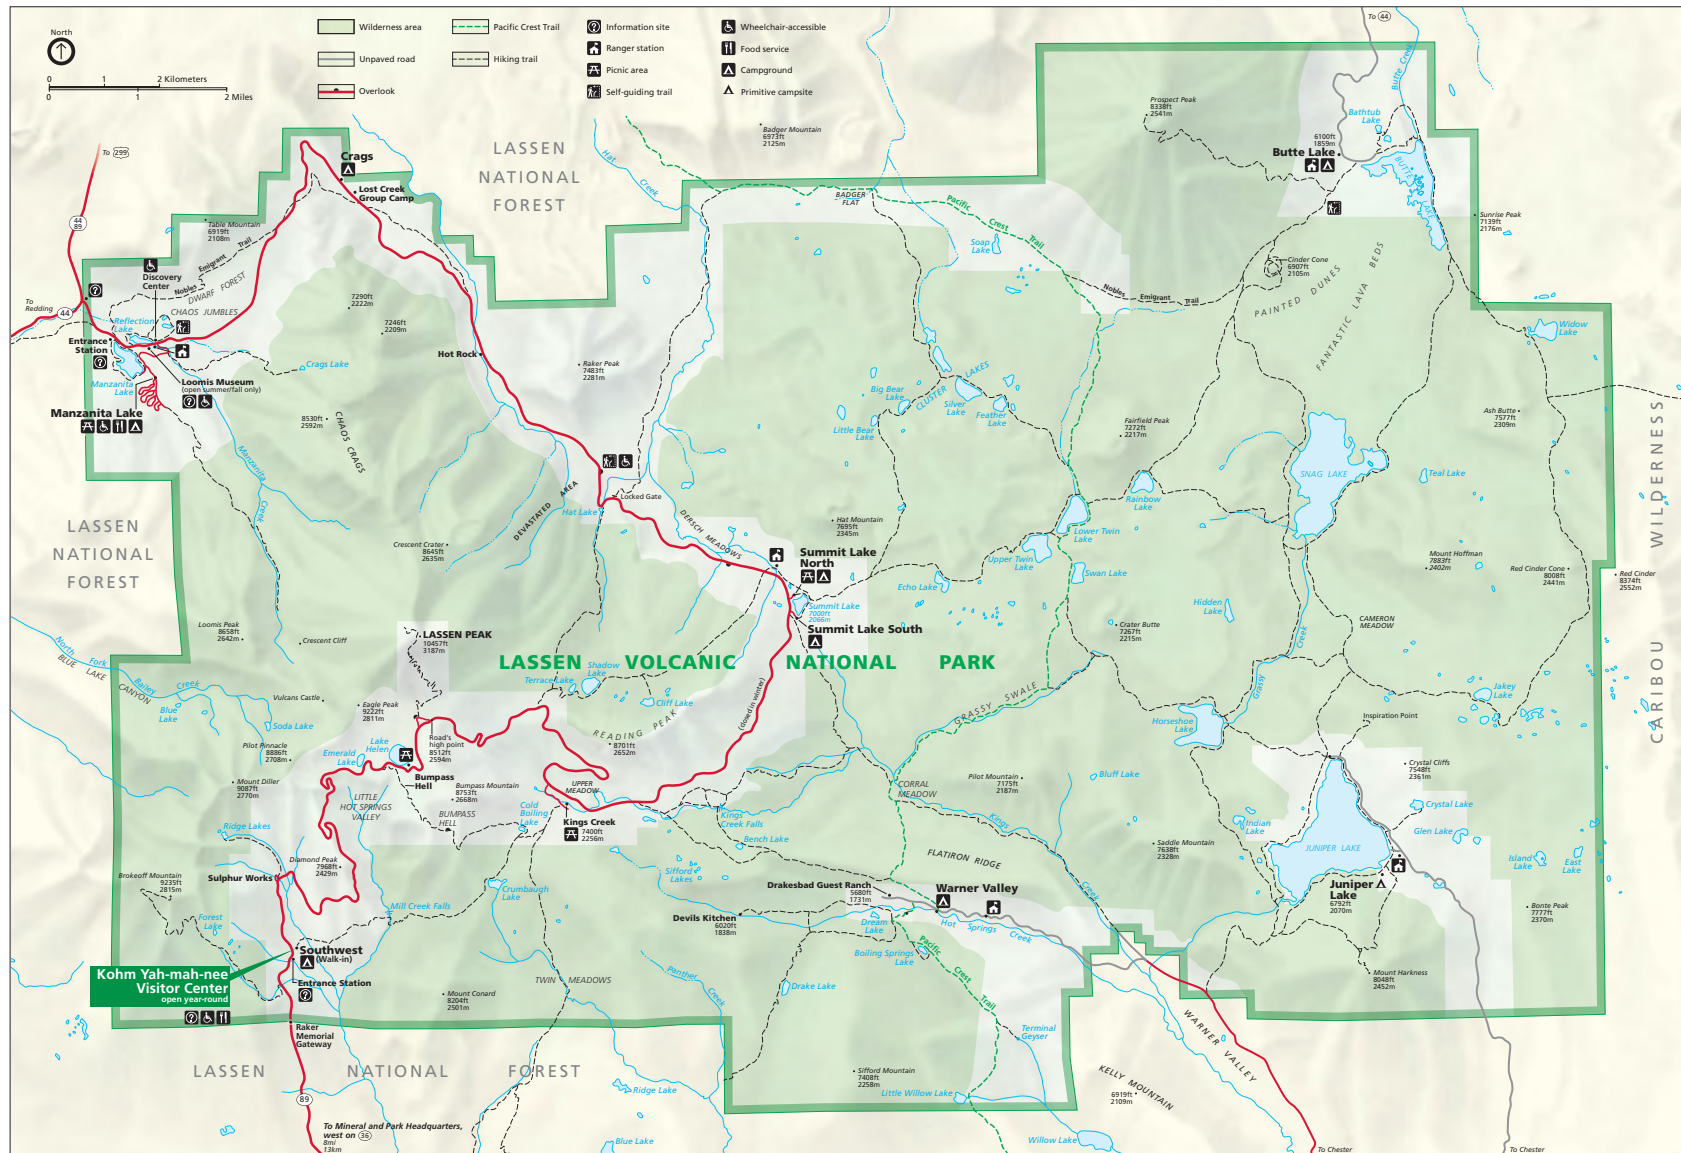 North
0 1 2 Kilometers
0 1 2 Miles
Wilderness area
Unpaved road
Overlook
Pacific Crest Trail
Hiking trail
Information site
Ranger station
Picnic area
Self-guiding trail
Wheelchair-accessible
Food service
Campground
Primitive campsite
To 44
To 299
44
89
To
Redding
44
LASSEN
NATIONAL
FOREST
Badger Mountain
6973ft
2125m
Hat
Creek
BADGER
FLAT
Pacific
Crest
Trail
Soap
Lake
Prospect Peak
8338ft
2541m
6100ft
1859m
Butte Lake
Bathtub
Lake
Butte Creek
BUTTE LAKE
Sunrise Peak
7139ft
2176m
Crags
Lost Creek
Group Camp
Table Mountain
6919ft
2108m
Nobles Emigrant Trail
DWARF FOREST
CHAOS JUMBLES
Discovery
Center
Reflection
Lake
Entrance
Station
Manzanita
Lake
Loomis Museum
(open summer/fall only)
Manzanita Lake
Crags Lake
7290ft
2222m
7246ft
2209m
Hot Rock
8530ft
2592m
CHAOS CRAGS
Manzanita
Creek
Raker Peak
7483ft
2281m
Cinder Cone
6907ft
2105m
Nobles Emigrant Trail
PAINTED DUNES
FANTASTIC LAVA BEDS
Widow
Lake
Big Bear
Lake
CLUSTER LAKES
Silver
Lake
Feather
Lake
Little Bear
Lake
Fairfield Peak
7272ft
2217m
Ash Butte
7577ft
2309m
SNAG LAKE
Teal Lake
Rainbow
Lake
Lower Twin
Lake
Upper Twin
Lake
Swan Lake
Echo Lake
Hat Mountain
7695ft
2345m
Locked Gate
Hat Lake
DEVASTATED AREA
DERSCH MEADOWS
Crescent Crater
8645ft
2635m
LASSEN
NATIONAL
FOREST
Summit Lake
North
Summit Lake
7000ft
2066m
Summit Lake South
Mount Hoffman
7883ft
2402m
Red Cinder Cone
8008ft
2441m
Red Cinder
8374ft
2552m
CARIBOU WILDERNESS
Hidden
Lake
Crater Butte
7267ft
2215m
CAMERON
MEADOW
Grassy
Creek
Loomis Peak
8658ft
2642m
Crescent Cliff
LASSEN PEAK
10457ft
3187m
LASSEN VOLCANIC NATIONAL PARK
North Fork
Bailey Creek
BLUE LAKE
CANYON
Blue
Lake
Vulcans Castle
Soda Lake
Eagle Peak
9222ft
2811m
Terrace Lake
Shadow
Lake
Cliff Lake
READING PEAK
8701ft
2652m
(closed in winter)
GRASSY SWALE
Horseshoe
Lake
Jakey
Lake
Inspiration Point
Pilot Pinnacle
8886ft
2708m
Emerald
Lake
Lake
Helen
Road's
high point
8512ft
2594m
Bumpass
Hell
Mount Diller
9087ft
2770m
LITTLE
HOT SPRINGS
VALLEY
Bumpass Mountain
8753ft
2668m
BUMPASS
HELL
Cold
Boiling
Lake
UPPER
MEADOW
Kings Creek
7400ft
2256m
Kings
Creek Falls
Bench Lake
CORRAL
MEADOW
Pilot Mountain
7175ft
2187m
Bluff Lake
Kings
Creek
Crystal Cliffs
7548ft
2361m
Crystal Lake
Glen Lake
Indian
Lake
JUNIPER LAKE
Saddle Mountain
7638ft
2328m
Island
Lake
East
Lake
Ridge Lakes
Diamond Peak
7968ft
2429m
Brokeoff Mountain
9235ft
2815m
Sulphur Works
Forest
Lake
Mill Creek Falls
Crumbaugh
Lake
Sifford
Lakes
FLATIRON RIDGE
Drakesbad Guest Ranch
5680ft
1731m
Warner Valley
Devils Kitchen
6020ft
1838m
Dream
Lake
Hot Springs Creek
Boiling Springs
Lake
Pacific
Crest
Trail
Juniper
Lake
6792ft
2070m
Bonte Peak
7777ft
2370m
Mount Harkness
8048ft
2452m
Southwest
(Walk-in)
Kohm Yah-mah-nee
Visitor Center
open year-round
Entrance Station
Mount Conard
8204ft
2501m
TWIN MEADOWS
Panther
Creek
Drake Lake
Raker
Memorial
Gateway
Terminal
Geyser
Sifford Mountain
7408ft
2258m
Little Willow Lake
WARNER VALLEY
KELLY MOUNTAIN
6919ft
2109m
LASSEN NATIONAL FOREST
89
Ridge Lake
Blue Lake
Willow Lake
To Mineral and Park Headquarters,
west on 36
8mi
13km
To Chester
To Chester